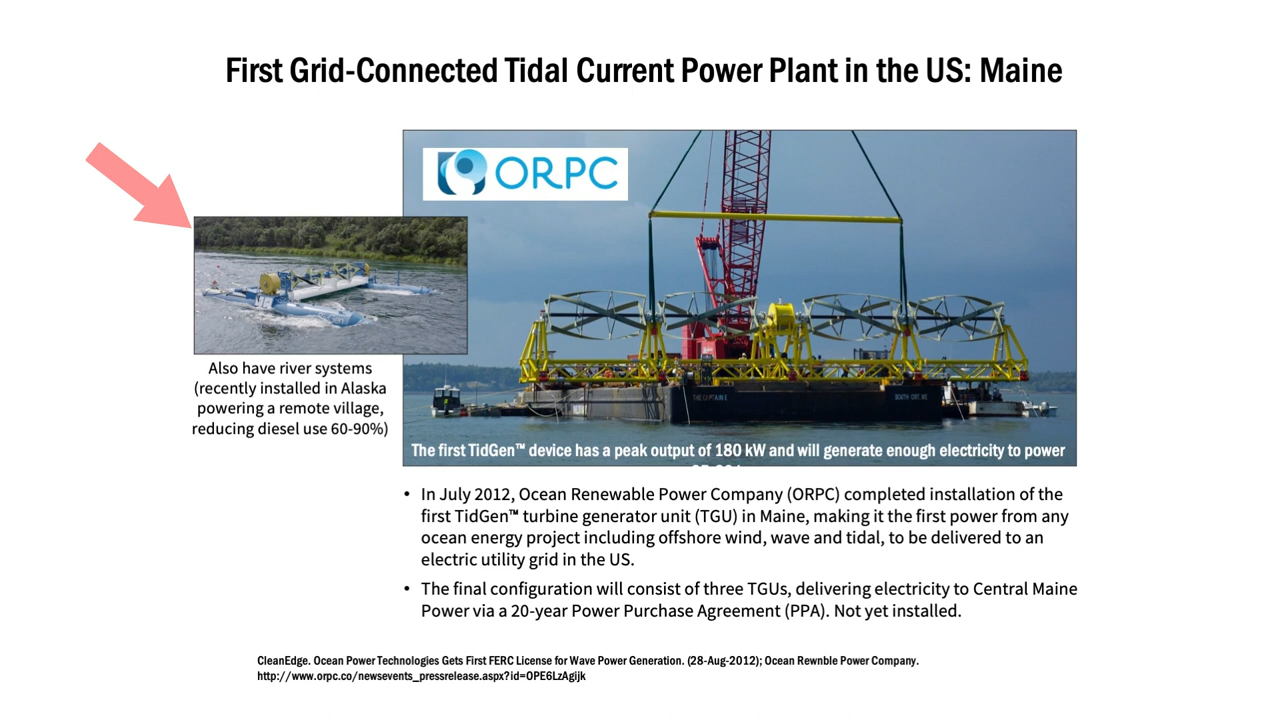 First Grid-Connected Tidal Current Power Plant in the US: Maine
ORPC
Also have river systems
(recently installed in Alaska
powering a remote village,
reducing diesel use 60-90%)
THE CAPTAIN E
BOOTH
The first TidGen™ device has a peak output of 180 kW and will generate enough electricity to power
• In July 2012, Ocean Renewable Power Company (ORPC) completed installation of the
first TidGen™ turbine generator unit (TGU) in Maine, making it the first power from any
ocean energy project including offshore wind, wave and tidal, to be delivered to an
electric utility grid in the US.
• The final configuration will consist of three TGUs, delivering electricity to Central Maine
Power via a 20-year Power Purchase Agreement (PPA). Not yet installed.
CleanEdge. Ocean Power Technologies Gets First FERC License for Wave Power Generation. (28-Aug-2012); Ocean Rewnble Power Company.
http://www.orpc.co/newsevents_pressrelease.aspx?id=OPE6LzAgijk